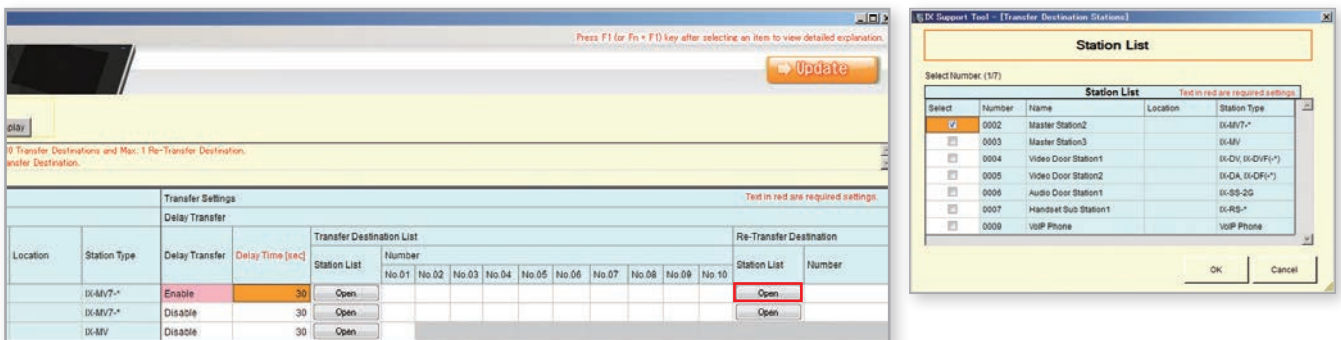 Press F1 (or Fn + F1) key after selecting an item to view detailed explanation.
Update
play
0 Transfer Destinations and Max: 1 Re-Transfer Destination.
ansfer Destination.
Transfer Settings
Text in red are required settings.
Delay Transfer
Transfer Destination List
Re-Transfer Destination
Location Station Type Delay Transfer Delay Time [sec] Station List Number Station List Number
No.01 No.02 No.03 No.04 No.05 No.06 No.07 No.08 No.09 No.10
IX-MV7-* Enable 30 Open Open
IX-MV7-* Disable 30 Open Open
IX-MV Disable 30 Open
IX Support Tool - [Transfer Destination Stations]
Station List
Select Number: (1/7)
Station List Text in red are required settings.
Select Number Name Location Station Type
0002 Master Station2 IX-MV7-*
0003 Master Station3 IX-MV
0004 Video Door Station1 IX-DV, IX-DVF(-*)
0005 Video Door Station2 IX-DA, IX-DF(-*)
0006 Audio Door Station1 IX-SS-2G
0007 Handset Sub Station1 IX-RS-*
0009 VoIP Phone VoIP Phone
OK Cancel